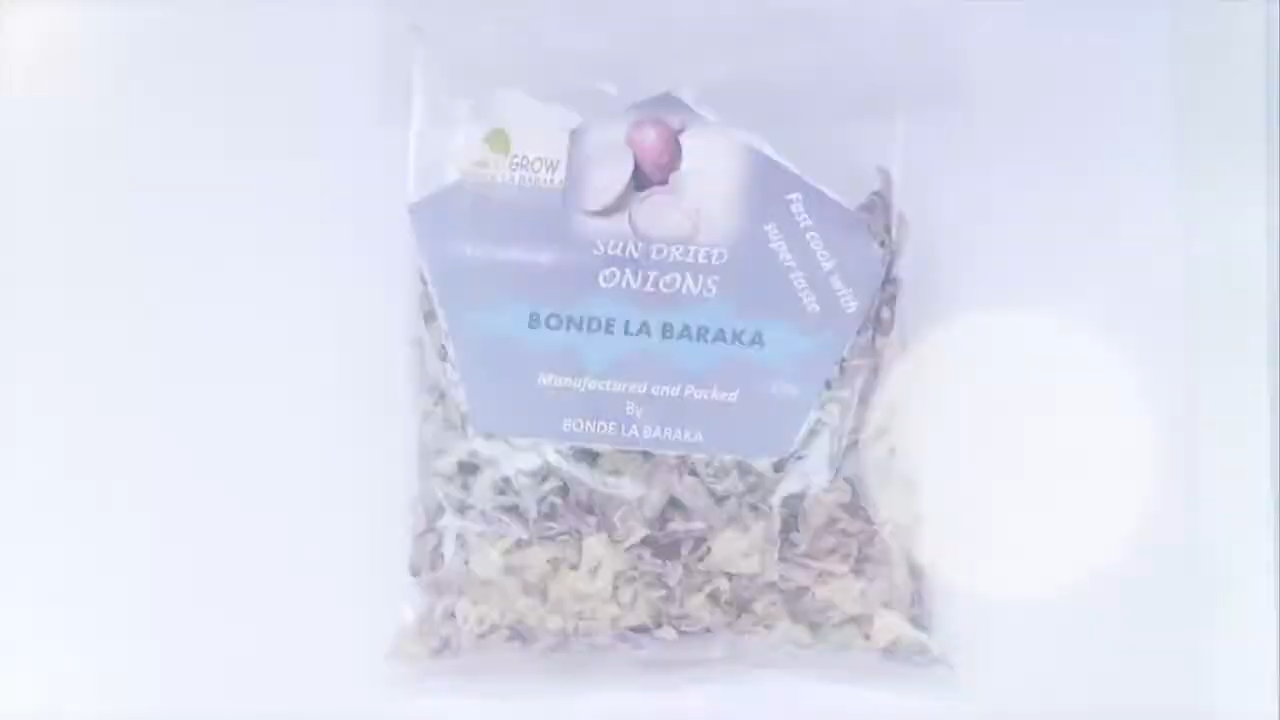 GROW
SUN DRIED
ONIONS
Fast cook with
super taste
BONDE LA BARAKA
Manufactured and Packed
By
BONDE LA BARAKA